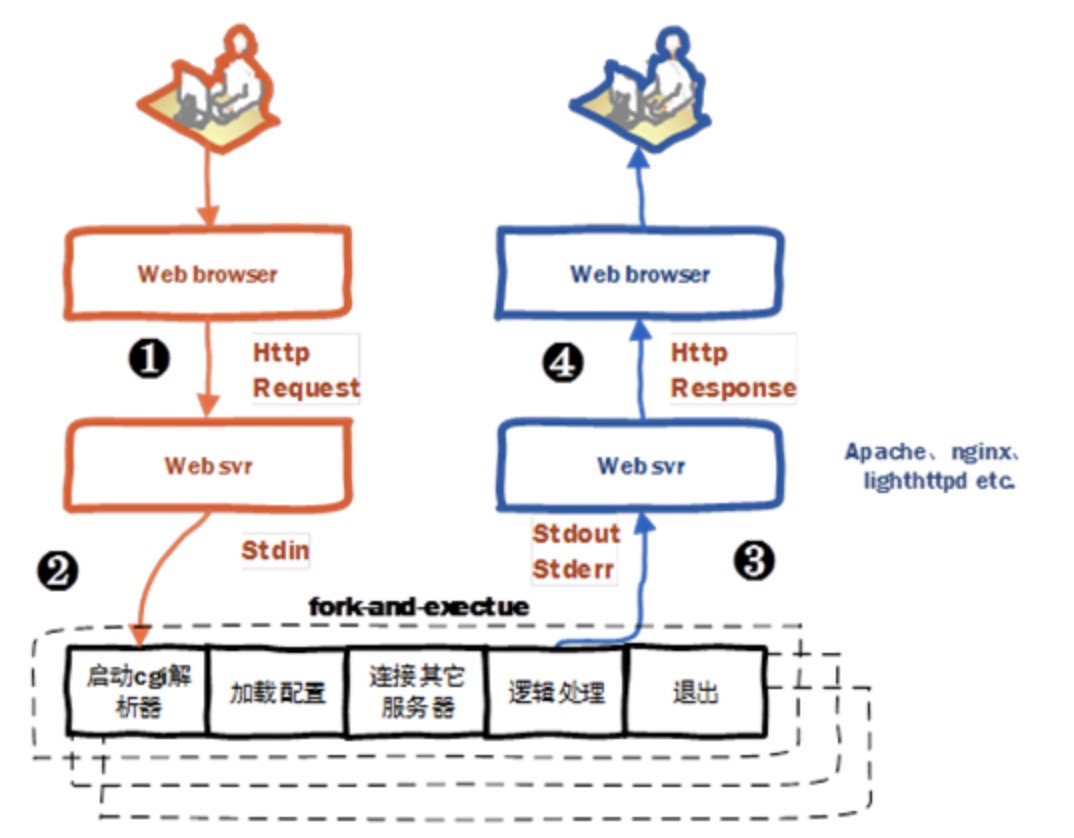 Web browser
Web browser
❶
Http
Request
❹
Http
Response
Web svr
Web svr
Apache、nginx、
lighthttpd etc.
❷
Stdin
Stdout
Stderr
❸
fork-and-exectue
启动cgi解
析器
加载配置
连接其它
服务器
逻辑处理
退出